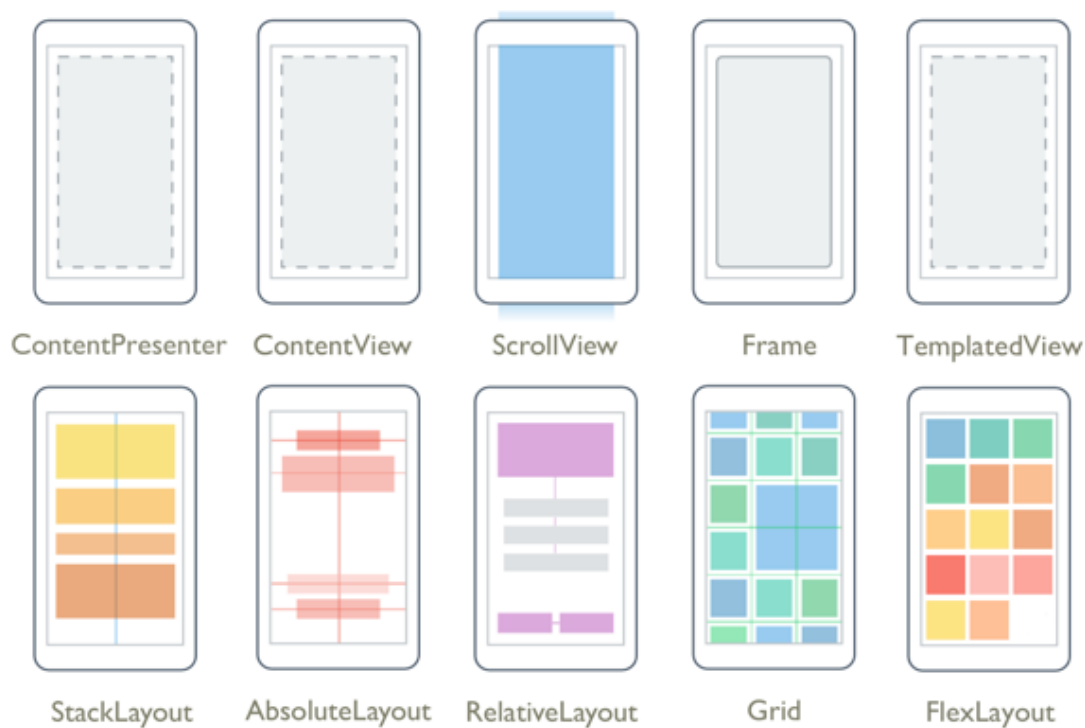 ContentPresenter ContentView ScrollView Frame TemplatedView
StackLayout AbsoluteLayout RelativeLayout Grid FlexLayout